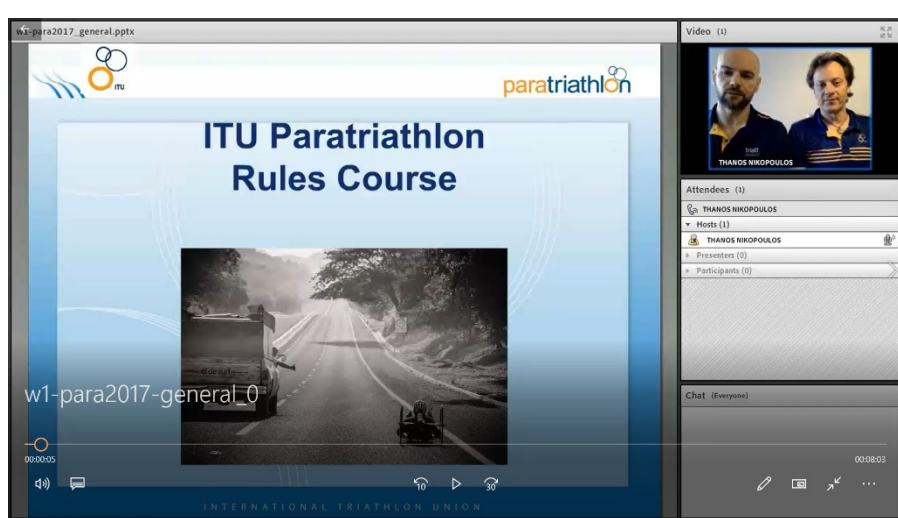 w1-para2017_general.pptx
ITU
paratriathlon
ITU Paratriathlon
Rules Course
w1-para2017-general_0
00:00:05
00:08:03
10
30
INTERNATIONAL TRIATHLON UNION
Video (1)
THANOS NIKOPOULOS
Attendees (1)
THANOS NIKOPOULOS
Hosts (1)
THANOS NIKOPOULOS
Presenters (0)
Participants (0)
Chat (Everyone)